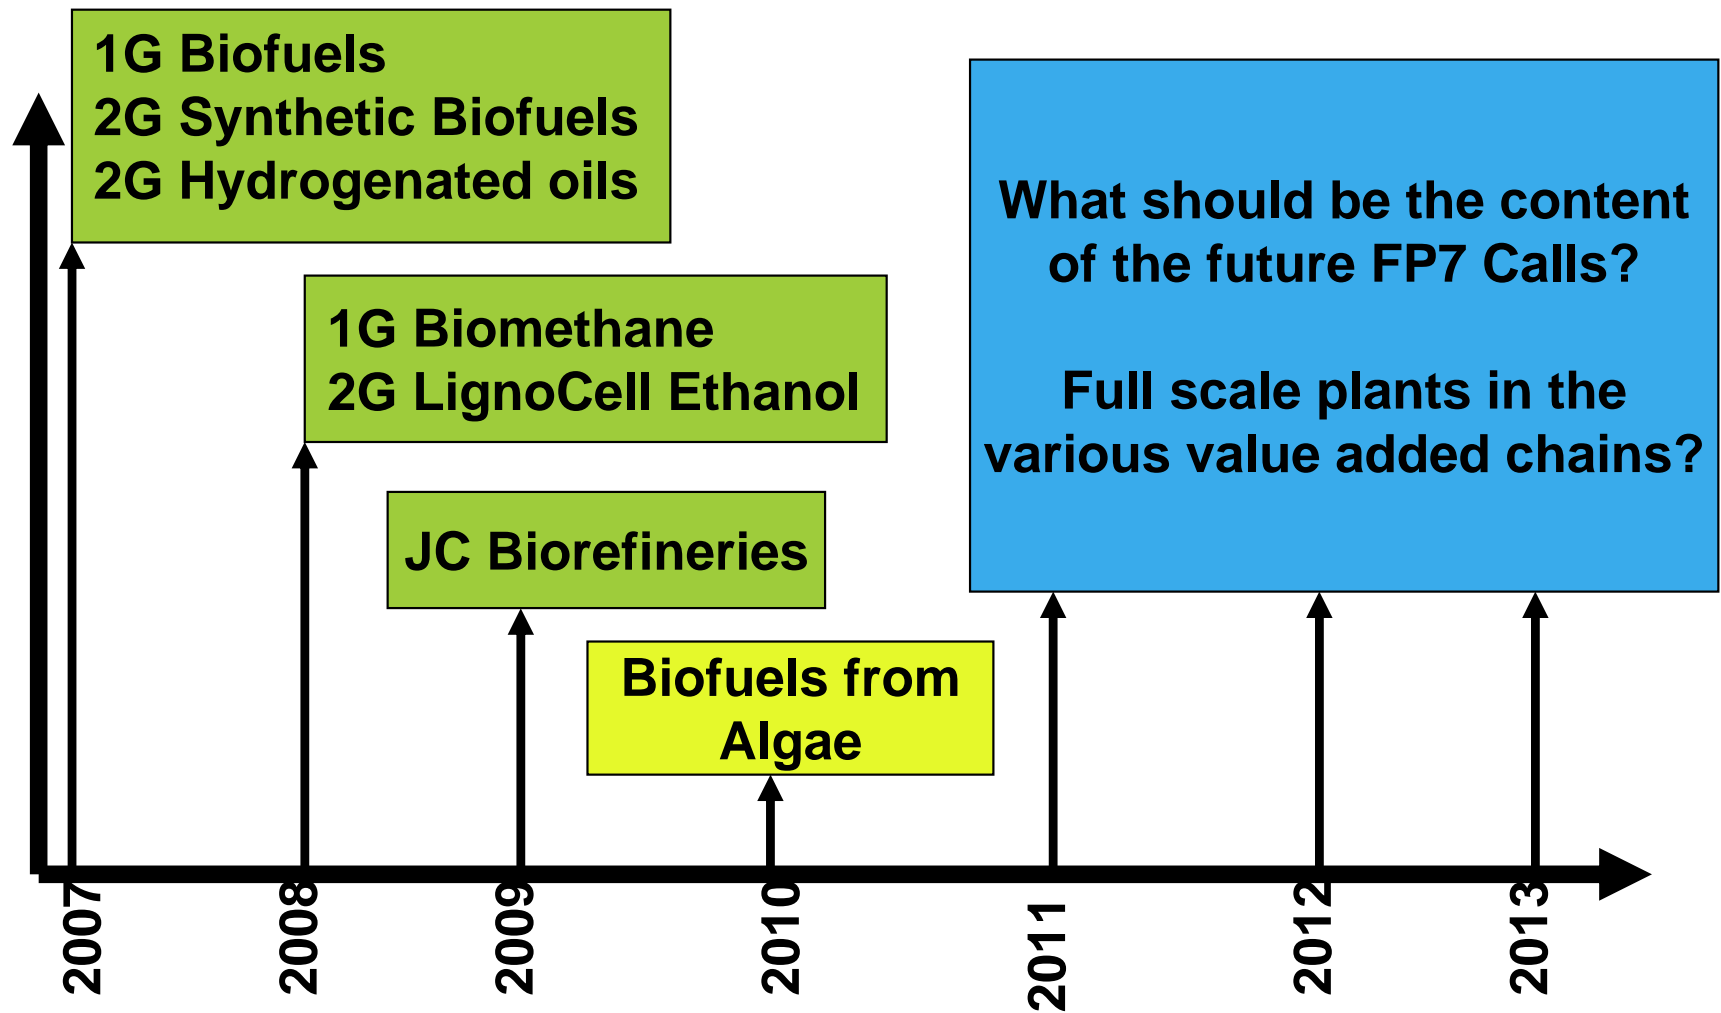 1G Biofuels
2G Synthetic Biofuels
2G Hydrogenated oils
1G Biomethane
2G LignoCell Ethanol
JC Biorefineries
Biofuels from
Algae
What should be the content
of the future FP7 Calls?
Full scale plants in the
various value added chains?
2007
2008
2009
2010
2011
2012
2013